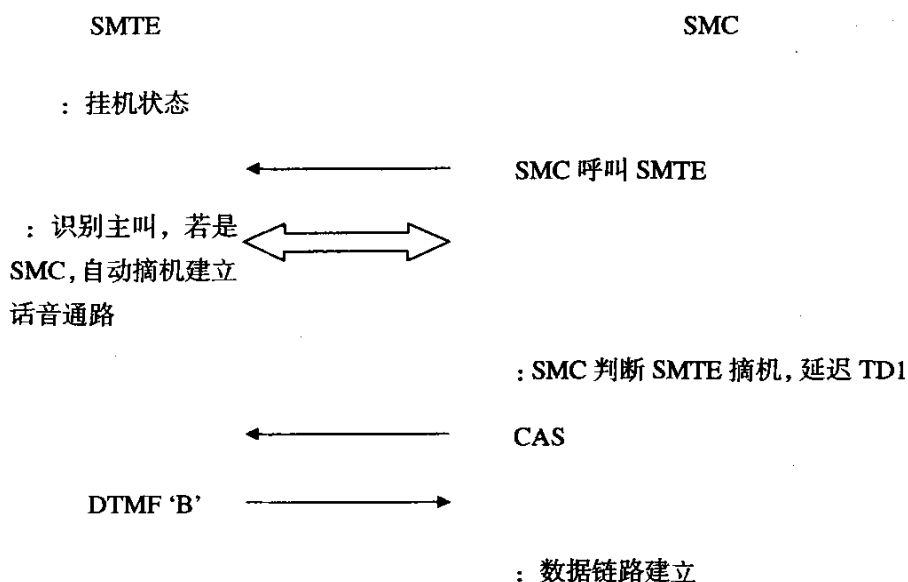 SMTE SMC
：挂机状态
SMC 呼叫 SMTE
：识别主叫，若是
SMC，自动摘机建立
话音通路
：SMC 判断 SMTE 摘机，延迟 TD1
CAS
DTMF ‘B’
：数据链路建立